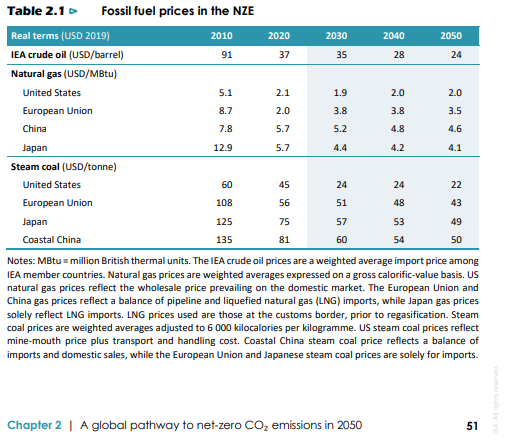 Table 2.1 ⊳ Fossil fuel prices in the NZE
Real terms (USD 2019) 2010 2020 2030 2040 2050
IEA crude oil (USD/barrel) 91 37 35 28 24
Natural gas (USD/MBtu)
United States 5.1 2.1 1.9 2.0 2.0
European Union 8.7 2.0 3.8 3.8 3.5
China 7.8 5.7 5.2 4.8 4.6
Japan 12.9 5.7 4.4 4.2 4.1
Steam coal (USD/tonne)
United States 60 45 24 24 22
European Union 108 56 51 48 43
Japan 125 75 57 53 49
Coastal China 135 81 60 54 50
Notes: MBtu = million British thermal units. The IEA crude oil prices are a weighted average import price among
IEA member countries. Natural gas prices are weighted averages expressed on a gross calorific-value basis. US
natural gas prices reflect the wholesale price prevailing on the domestic market. The European Union and
China gas prices reflect a balance of pipeline and liquefied natural gas (LNG) imports, while Japan gas prices
solely reflect LNG imports. LNG prices used are those at the customs border, prior to regasification. Steam
coal prices are weighted averages adjusted to 6 000 kilocalories per kilogramme. US steam coal prices reflect
mine-mouth price plus transport and handling cost. Coastal China steam coal price reflects a balance of
imports and domestic sales, while the European Union and Japanese steam coal prices are solely for imports.
Chapter 2 | A global pathway to net-zero CO₂ emissions in 2050 51
IEA. All rights reserved.